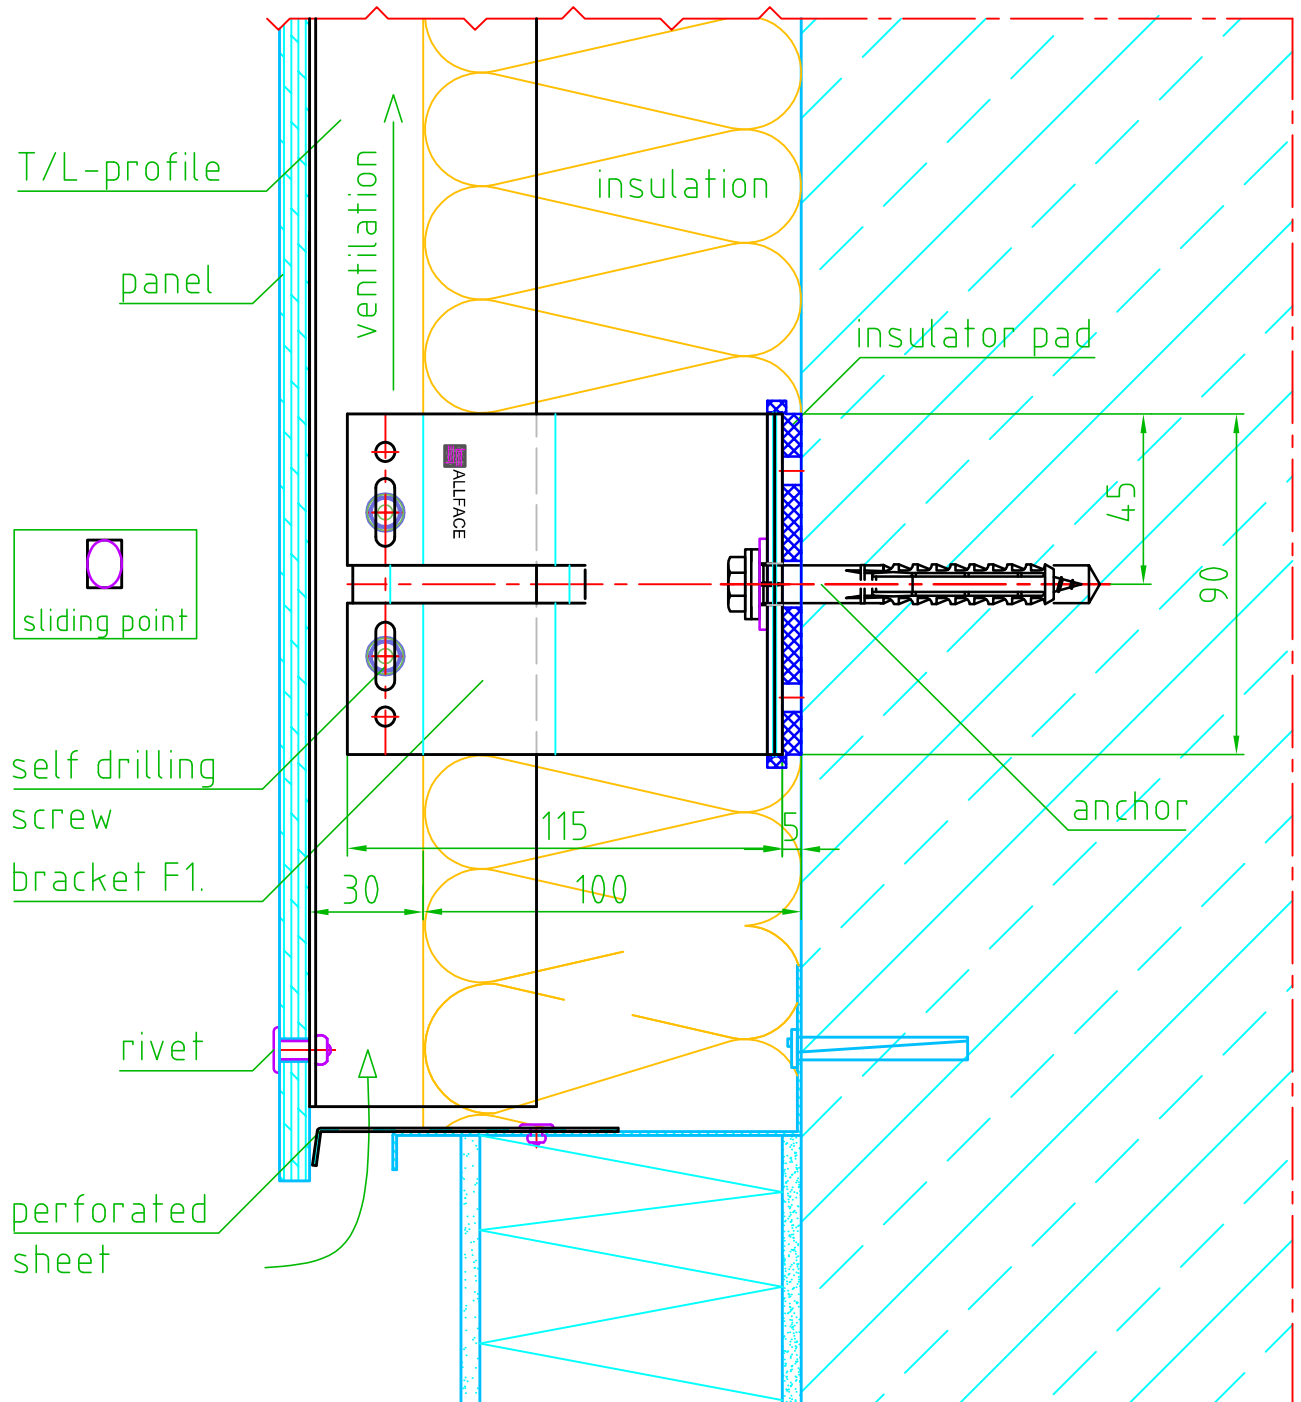 T/L-profile
ventilation
insulation
panel
insulator pad
ALLFACE
45
90
sliding point
self drilling
screw
115
5
anchor
bracket F1.
30
100
rivet
perforated
sheet